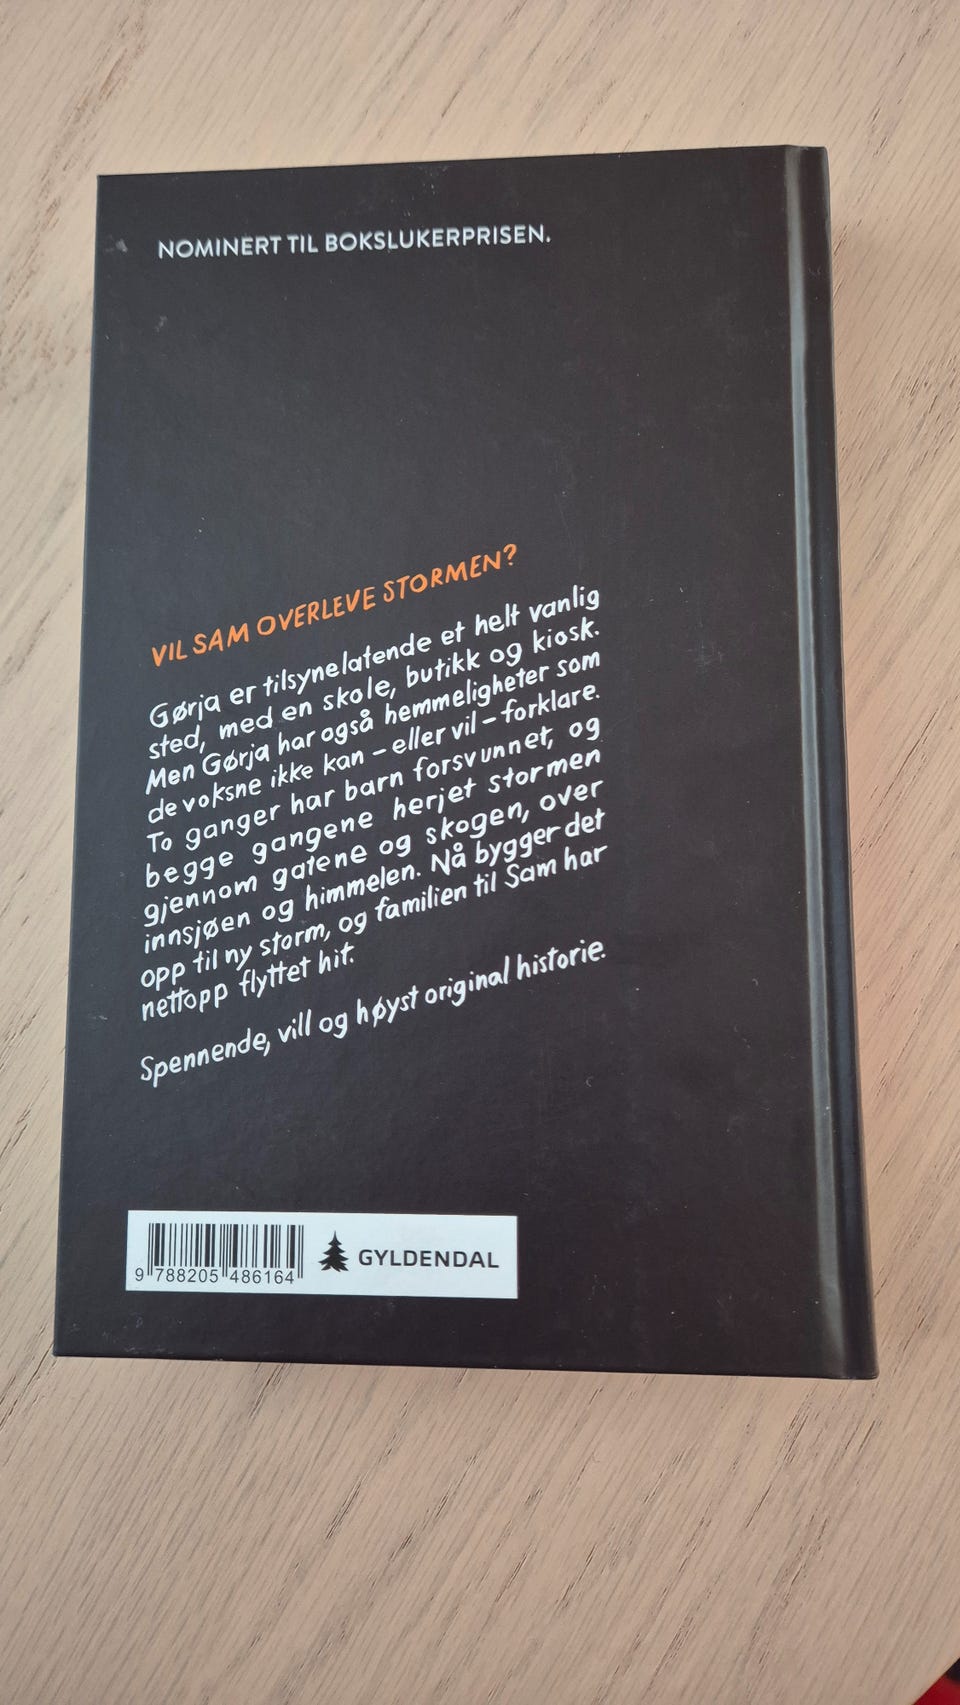 NOMINERT TIL BOKSLUKERPRISEN.
VIL SAM OVERLEVE STORMEN?
Gørja er tilsynelatende et helt vanlig
sted, med en skole, butikk og kiosk.
Men Gørja har også hemmeligheter som
de voksne ikke kan – eller vil – forklare.
To ganger har barn forsvunnet, og
begge gangene herjet stormen
gjennom gatene og skogen, over
innsjøen og himmelen. Nå bygger det
opp til ny storm, og familien til Sam har
nettopp flyttet hit.
Spennende, vill og høyst original historie.
9 788205 486164
GYLDENDAL